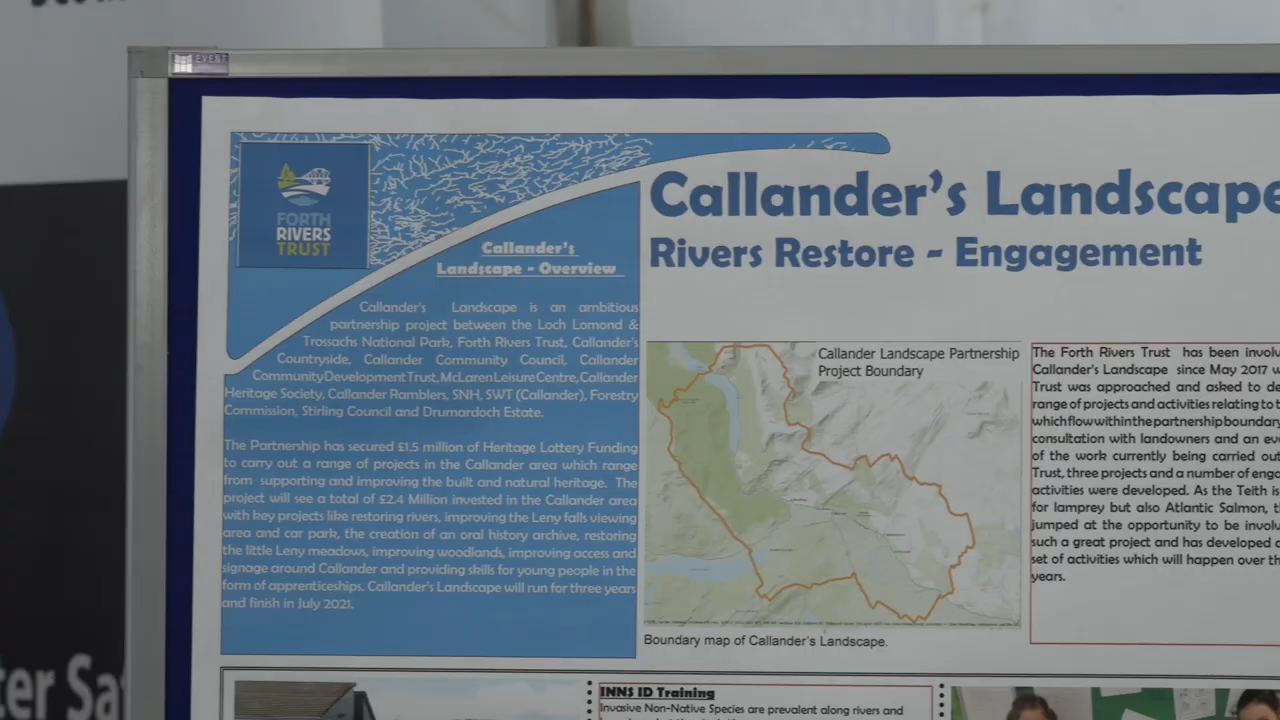 EVENT
FORTH
RIVERS
TRUST
Callander's Landscape
Rivers Restore - Engagement
Callander's
Landscape - Overview
Callander's Landscape is an ambitious
partnership project between the Loch Lomond &
Trossachs National Park, Forth Rivers Trust, Callander's
Countryside, Callander Community Council, Callander
Community Development Trust, McLaren Leisure Centre, Callander
Heritage Society, Callander Ramblers, SNH, SWT (Callander), Forestry
Commission, Stirling Council and Drumardoch Estate.
The Partnership has secured £1.5 million of Heritage Lottery Funding
to carry out a range of projects in the Callander area which range
from supporting and improving the built and natural heritage. The
project will see a total of £2.4 Million invested in the Callander area
with key projects like restoring rivers, improving the Leny falls viewing
area and car park, the creation of an oral history archive, restoring
the little Leny meadows, improving woodlands, improving access and
signage around Callander and providing skills for young people in the
form of apprenticeships. Callander's Landscape will run for three years
and finish in July 2021.
Callander Landscape Partnership
Project Boundary
Boundary map of Callander's Landscape.
The Forth Rivers Trust has been invol
Callander's Landscape since May 2017 w
Trust was approached and asked to de
range of projects and activities relating to t
which flow within the partnership boundary
consultation with landowners and an ev
of the work currently being carried out
Trust, three projects and a number of enga
activities were developed. As the Teith is
for lamprey but also Atlantic Salmon, t
jumped at the opportunity to be involv
such a great project and has developed
set of activities which will happen over th
years.
INNS ID Training
Invasive Non-Native Species are prevalent along rivers and
ter Sa